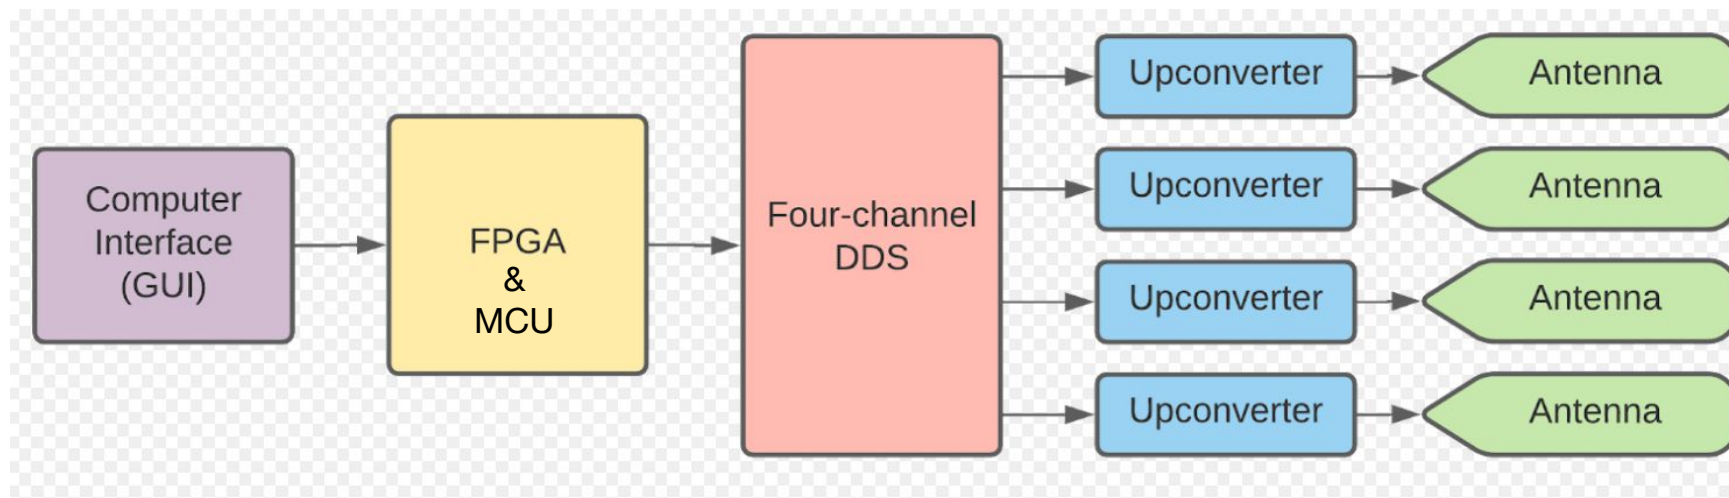 Computer
Interface
(GUI)
FPGA
&
MCU
Four-channel
DDS
Upconverter
Antenna
Upconverter
Antenna
Upconverter
Antenna
Upconverter
Antenna